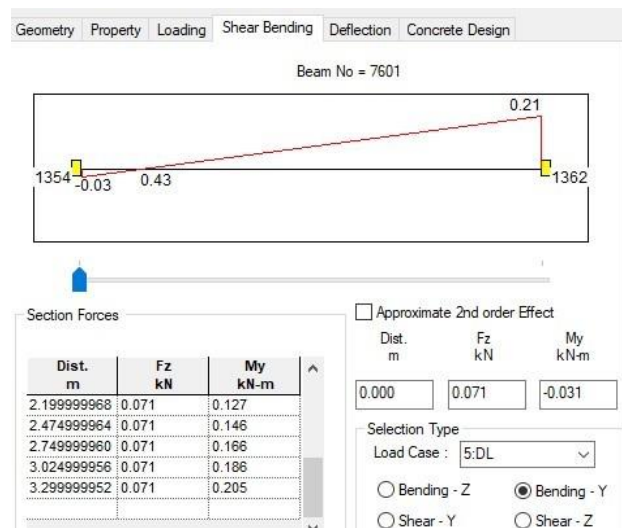 Geometry Property Loading Shear Bending Deflection Concrete Design
Beam No = 7601
0.21
1354 -0.03 0.43 1362
Section Forces
Dist. m Fz kN My kN-m
2.199999968 0.071 0.127
2.474999964 0.071 0.146
2.749999960 0.071 0.166
3.024999956 0.071 0.186
3.299999952 0.071 0.205
Approximate 2nd order Effect
Dist. m Fz kN My kN-m
0.000 0.071 -0.031
Selection Type
Load Case : 5:DL
Bending - Z Bending - Y
Shear - Y Shear - Z